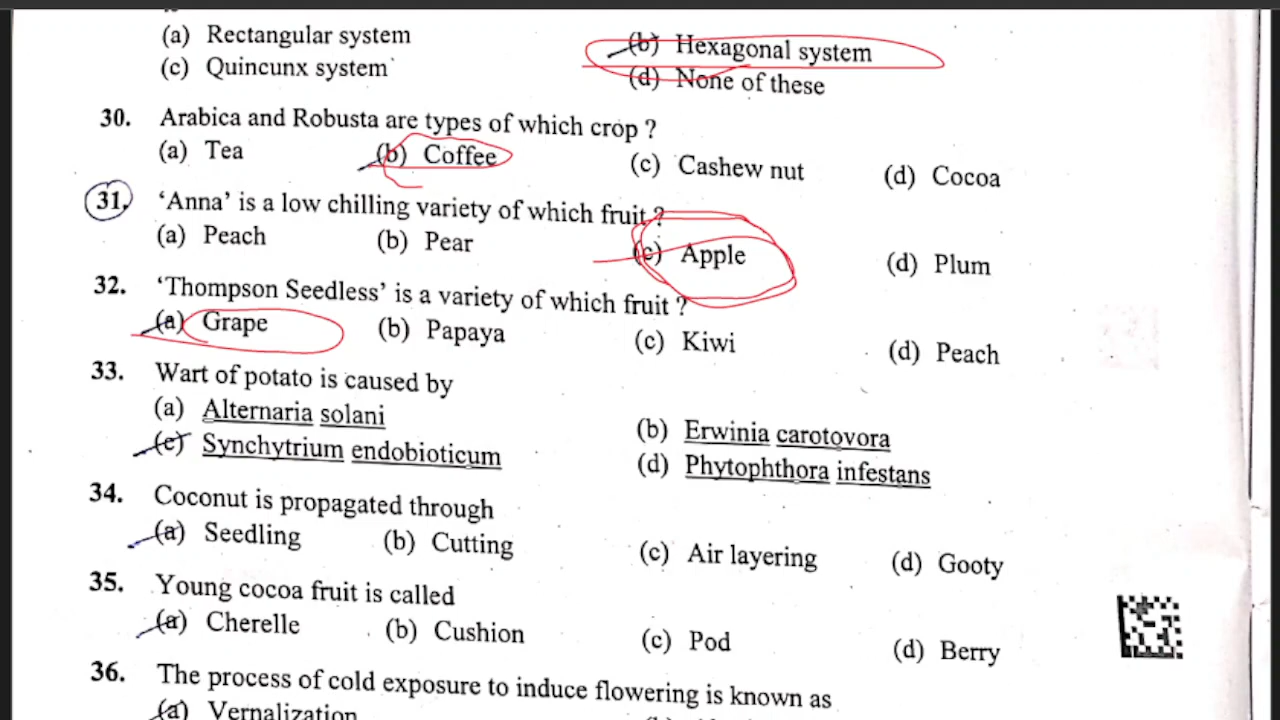 (a) Rectangular system (b) Hexagonal system
(c) Quincunx system (d) None of these
30. Arabica and Robusta are types of which crop ?
(a) Tea (b) Coffee (c) Cashew nut (d) Cocoa
31. ‘Anna’ is a low chilling variety of which fruit ?
(a) Peach (b) Pear (c) Apple (d) Plum
32. ‘Thompson Seedless’ is a variety of which fruit ?
(a) Grape (b) Papaya (c) Kiwi (d) Peach
33. Wart of potato is caused by
(a) Alternaria solani (b) Erwinia carotovora
(c) Synchytrium endobioticum (d) Phytophthora infestans
34. Coconut is propagated through
(a) Seedling (b) Cutting (c) Air layering (d) Gooty
35. Young cocoa fruit is called
(a) Cherelle (b) Cushion (c) Pod (d) Berry
36. The process of cold exposure to induce flowering is known as
(a) Vernalization